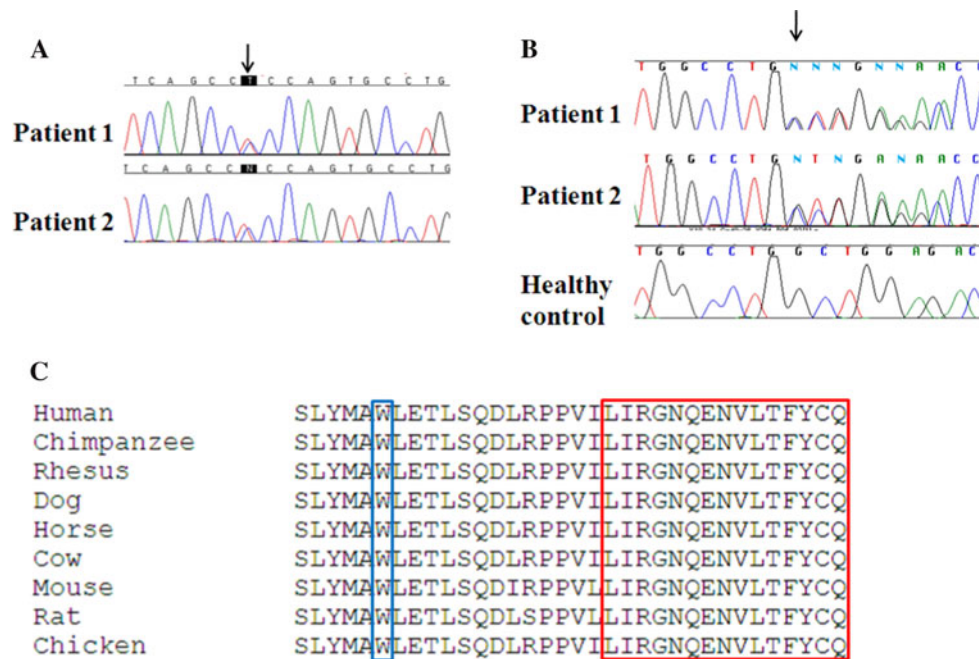 A
T C A G C C T C C A G T G C C T G
Patient 1
T C A G C C N C C A G T G C C T G
Patient 2
B
T G G C C T G N N N G N N A A C C
Patient 1
T G G C C T G N T N G A N A A C C
Patient 2
T G G C C T G G C T G G A G A C
Healthy
control
C
Human SLYMAWLETLSQDLRPPVILIRGNQENVLTFYCQ
Chimpanzee SLYMAWLETLSQDLRPPVILIRGNQENVLTFYCQ
Rhesus SLYMAWLETLSQDLRPPVILIRGNQENVLTFYCQ
Dog SLYMAWLETLSQDLRPPVILIRGNQENVLTFYCQ
Horse SLYMAWLETLSQDLRPPVILIRGNQENVLTFYCQ
Cow SLYMAWLETLSQDLRPPVILIRGNQENVLTFYCQ
Mouse SLYMAWLETLSQDIRPPVLLIRGNQENVLTFYCQ
Rat SLYMAWLETLSQDLSPPVLLIRGNQENVLTFYCQ
Chicken SLYMAWLETLSQDLRPPVILIRGNQENVLTFYCQ